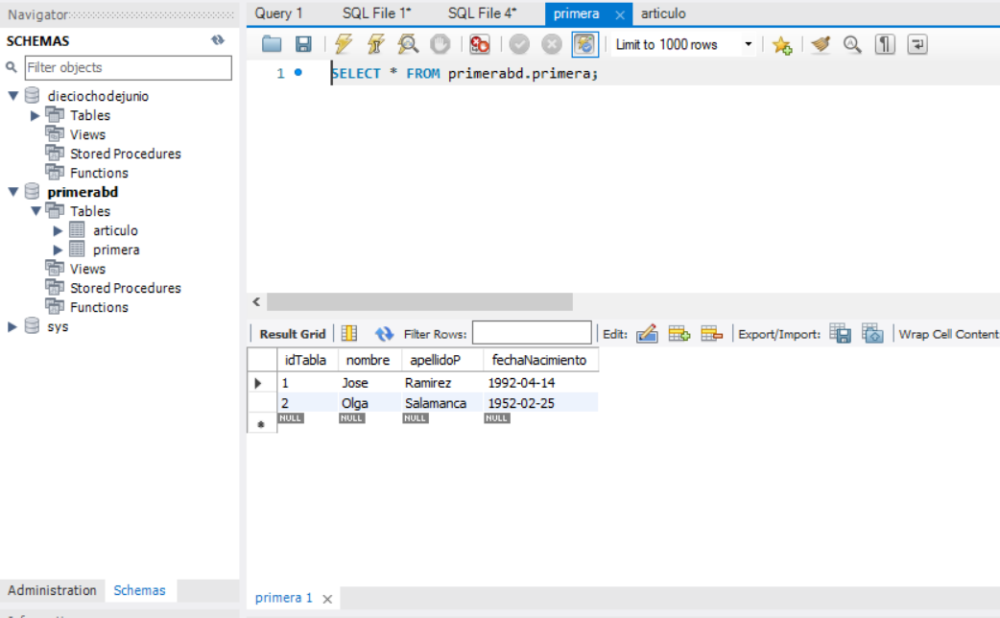 Navigator
Query 1 SQL File 1* SQL File 4* primera articulo
SCHEMAS
Limit to 1000 rows
Filter objects
1 SELECT * FROM primerabd.primera;
dieciochodejunio
Tables
Views
Stored Procedures
Functions
primerabd
Tables
articulo
primera
Views
Stored Procedures
Functions
sys
Result Grid Filter Rows: Edit: Export/Import: Wrap Cell Content
idTabla nombre apellidoP fechaNacimiento
1 Jose Ramirez 1992-04-14
2 Olga Salamanca 1952-02-25
NULL NULL NULL NULL
Administration Schemas
primera 1